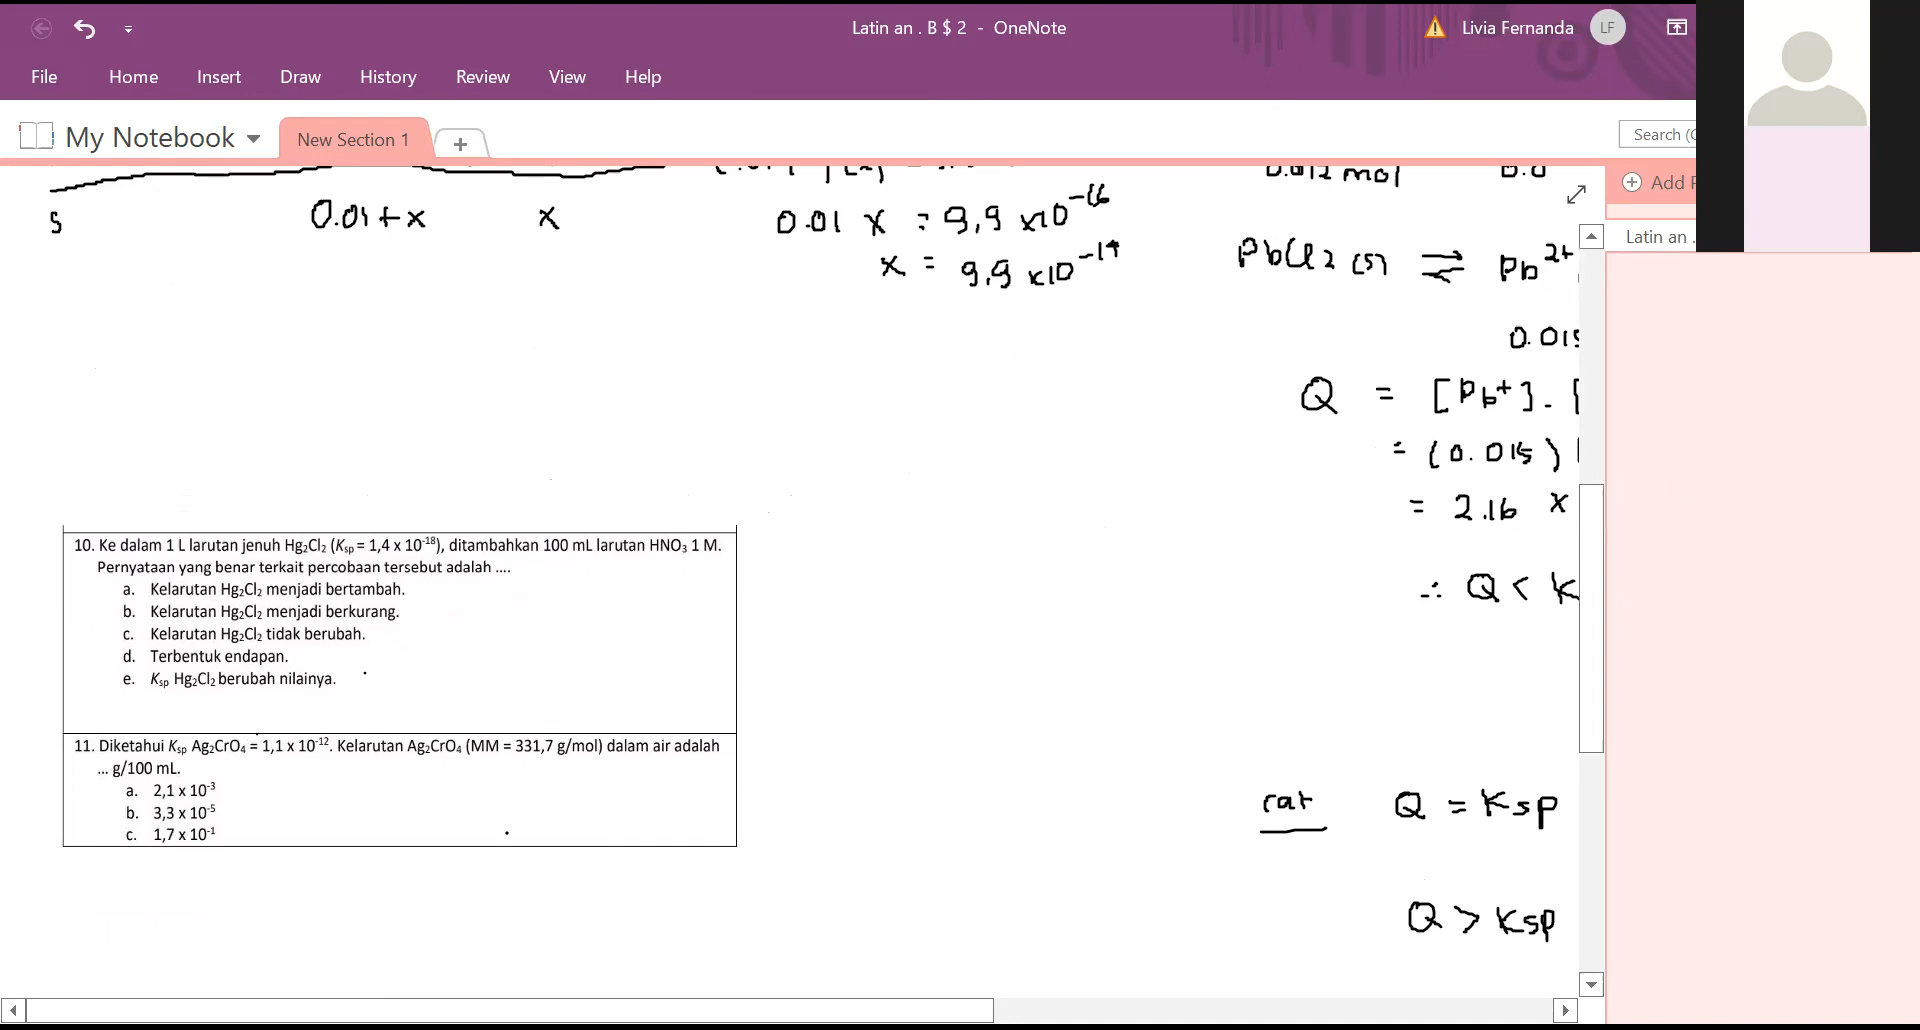 Latin an . B $ 2 - OneNote
Livia Fernanda
LF
File Home Insert Draw History Review View Help
My Notebook
New Section 1
+
Search (C
Add P
Latin an .
s 0.01 + x x
0.01 x = 9,9 x10⁻¹⁶
x = 9,9 x10⁻¹⁴
0.012 mol 0.0
PbCl₂ (s) ⇌ Pb²⁺
0.015
Q = [Pb⁺] . [
= (0.015)
= 2.16 x
∴ Q < K
10. Ke dalam 1 L larutan jenuh Hg₂Cl₂ (Ksp = 1,4 x 10⁻¹⁸), ditambahkan 100 mL larutan HNO₃ 1 M.
Pernyataan yang benar terkait percobaan tersebut adalah ....
a. Kelarutan Hg₂Cl₂ menjadi bertambah.
b. Kelarutan Hg₂Cl₂ menjadi berkurang.
c. Kelarutan Hg₂Cl₂ tidak berubah.
d. Terbentuk endapan.
e. Ksp Hg₂Cl₂ berubah nilainya.
11. Diketahui Ksp Ag₂CrO₄ = 1,1 x 10⁻¹². Kelarutan Ag₂CrO₄ (MM = 331,7 g/mol) dalam air adalah
... g/100 mL.
a. 2,1 x 10⁻³
b. 3,3 x 10⁻⁵
c. 1,7 x 10⁻¹
Q = Ksp
Q > Ksp